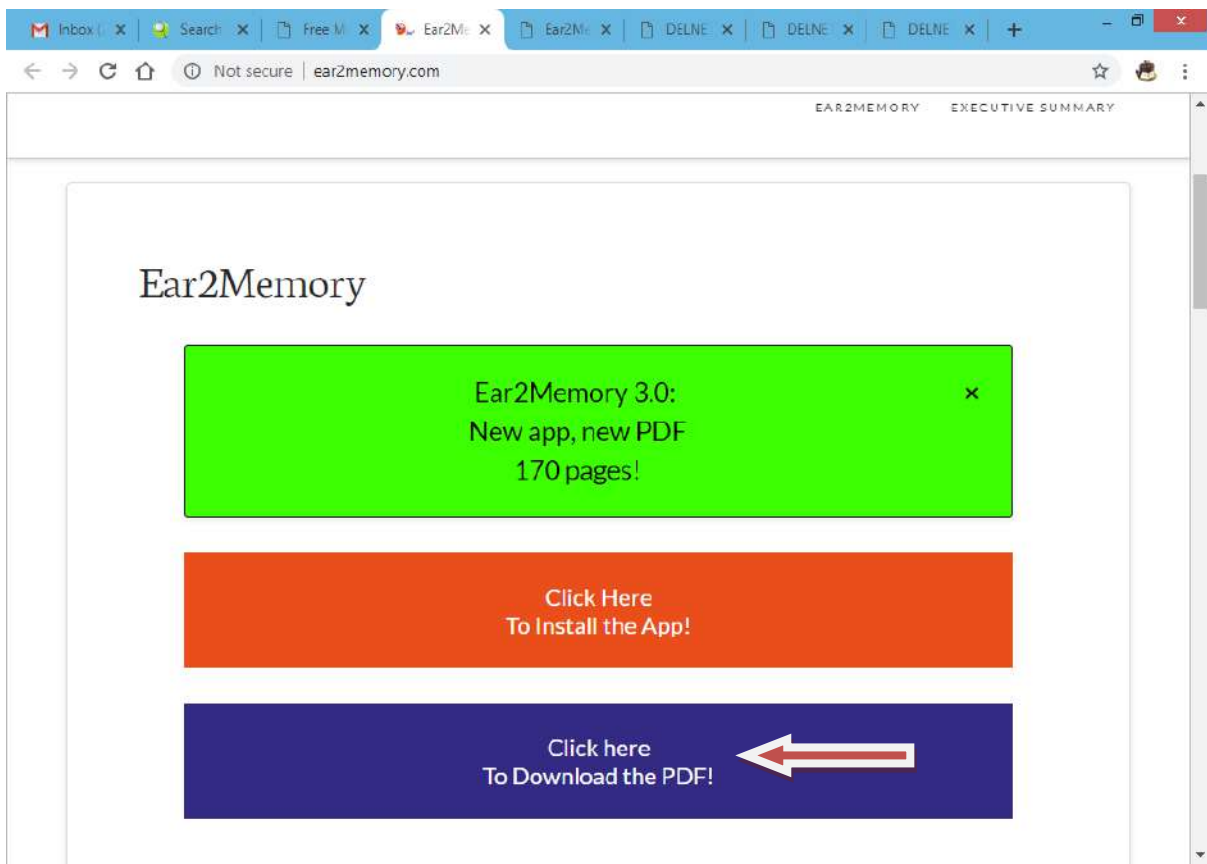 Inbox (
Search
Free M
Ear2Me
Ear2Me
DELNE
DELNE
DELNE
Not secure | ear2memory.com
EAR2MEMORY EXECUTIVE SUMMARY
Ear2Memory
Ear2Memory 3.0:
New app, new PDF
170 pages!
Click Here
To Install the App!
Click here
To Download the PDF!